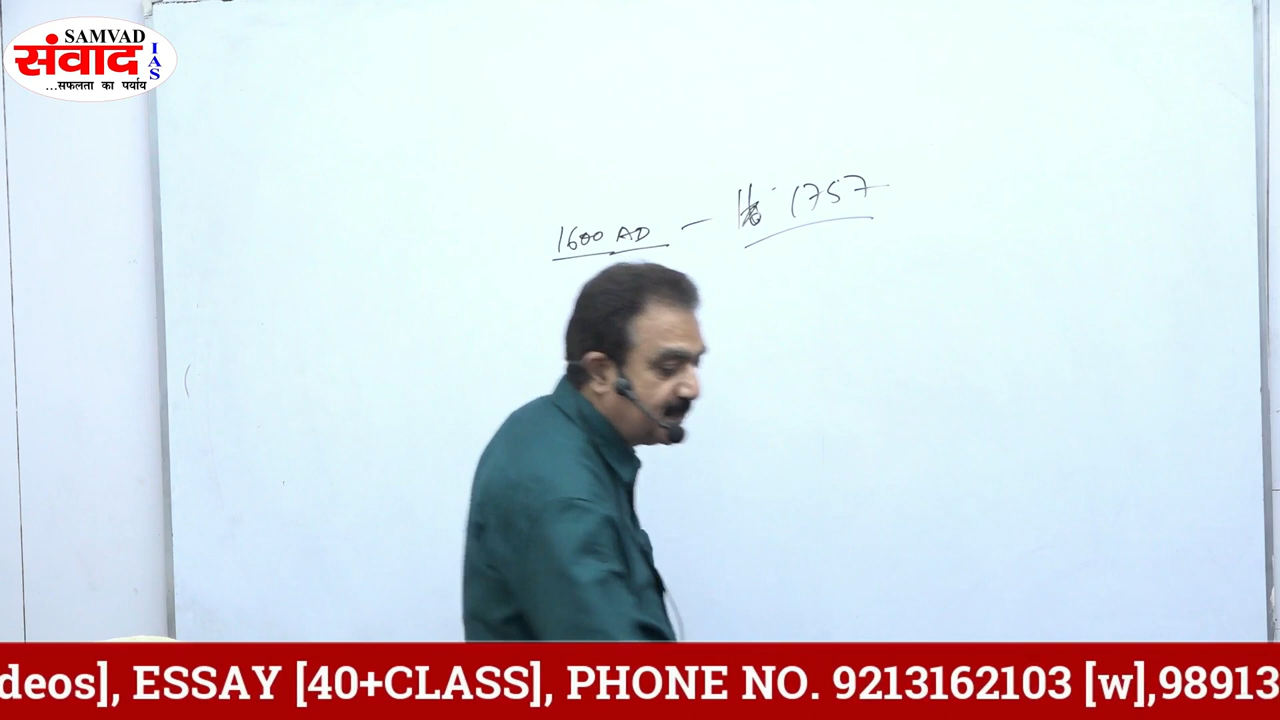 SAMVAD
संवाद
IAS
...सफलता का पर्याय
1600 AD – 1757
deos], ESSAY [40+CLASS], PHONE NO. 9213162103 [w],98913